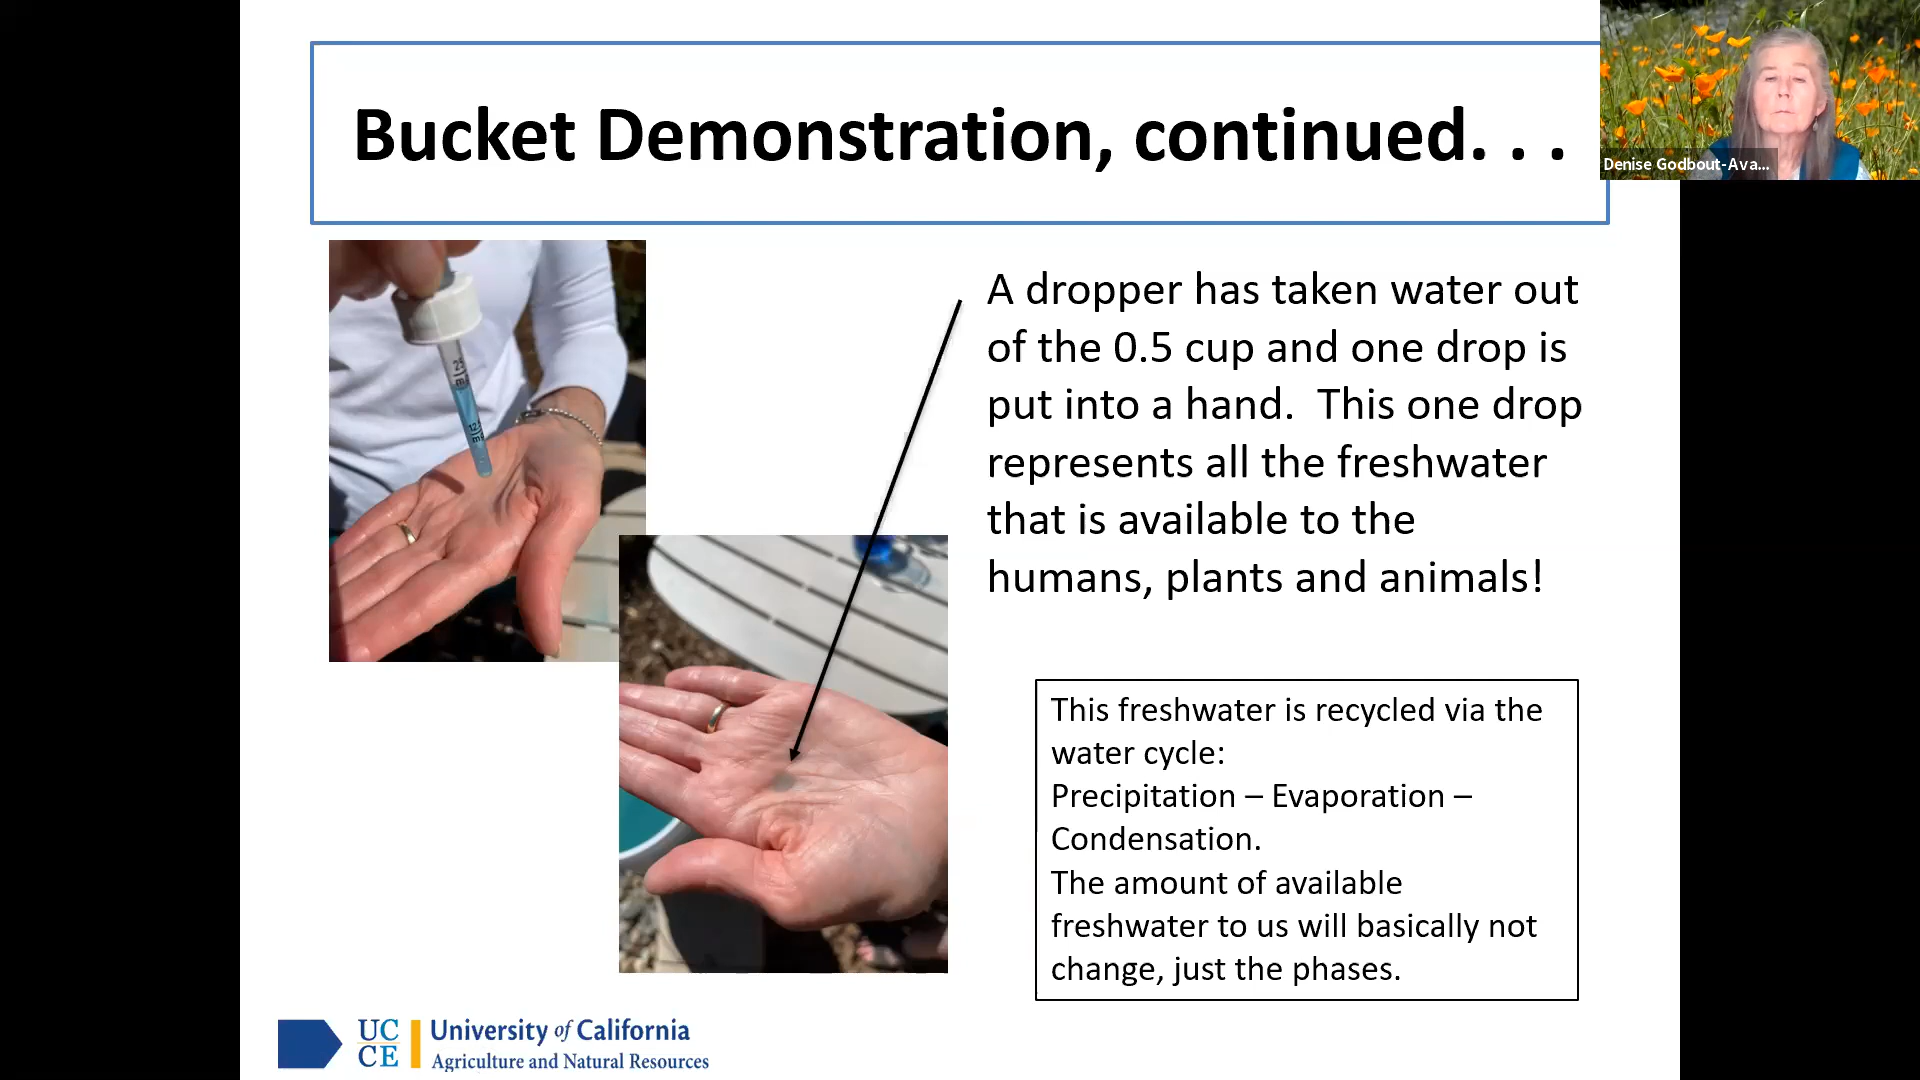 Bucket Demonstration, continued. . .
Denise Godbout-Ava...
A dropper has taken water out
of the 0.5 cup and one drop is
put into a hand.  This one drop
represents all the freshwater
that is available to the
humans, plants and animals!
This freshwater is recycled via the
water cycle:
Precipitation – Evaporation –
Condensation.
The amount of available
freshwater to us will basically not
change, just the phases.
UC
CE
University of California
Agriculture and Natural Resources